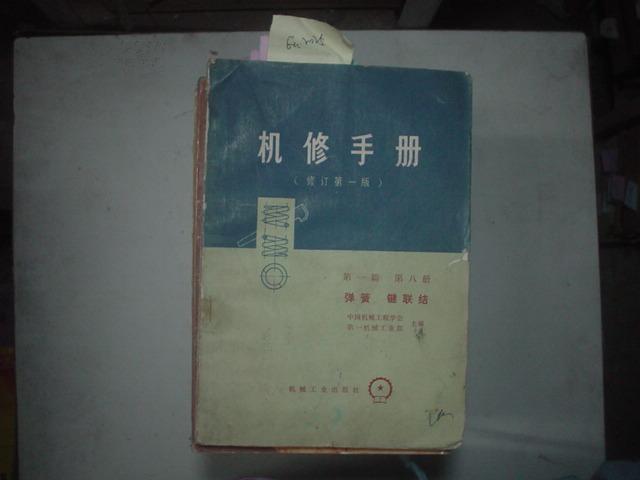 机修手册
（修订第一版）
第一篇 第八册
弹簧 键联结
中国机械工程学会
第一机械工业部 主编
机械工业出版社